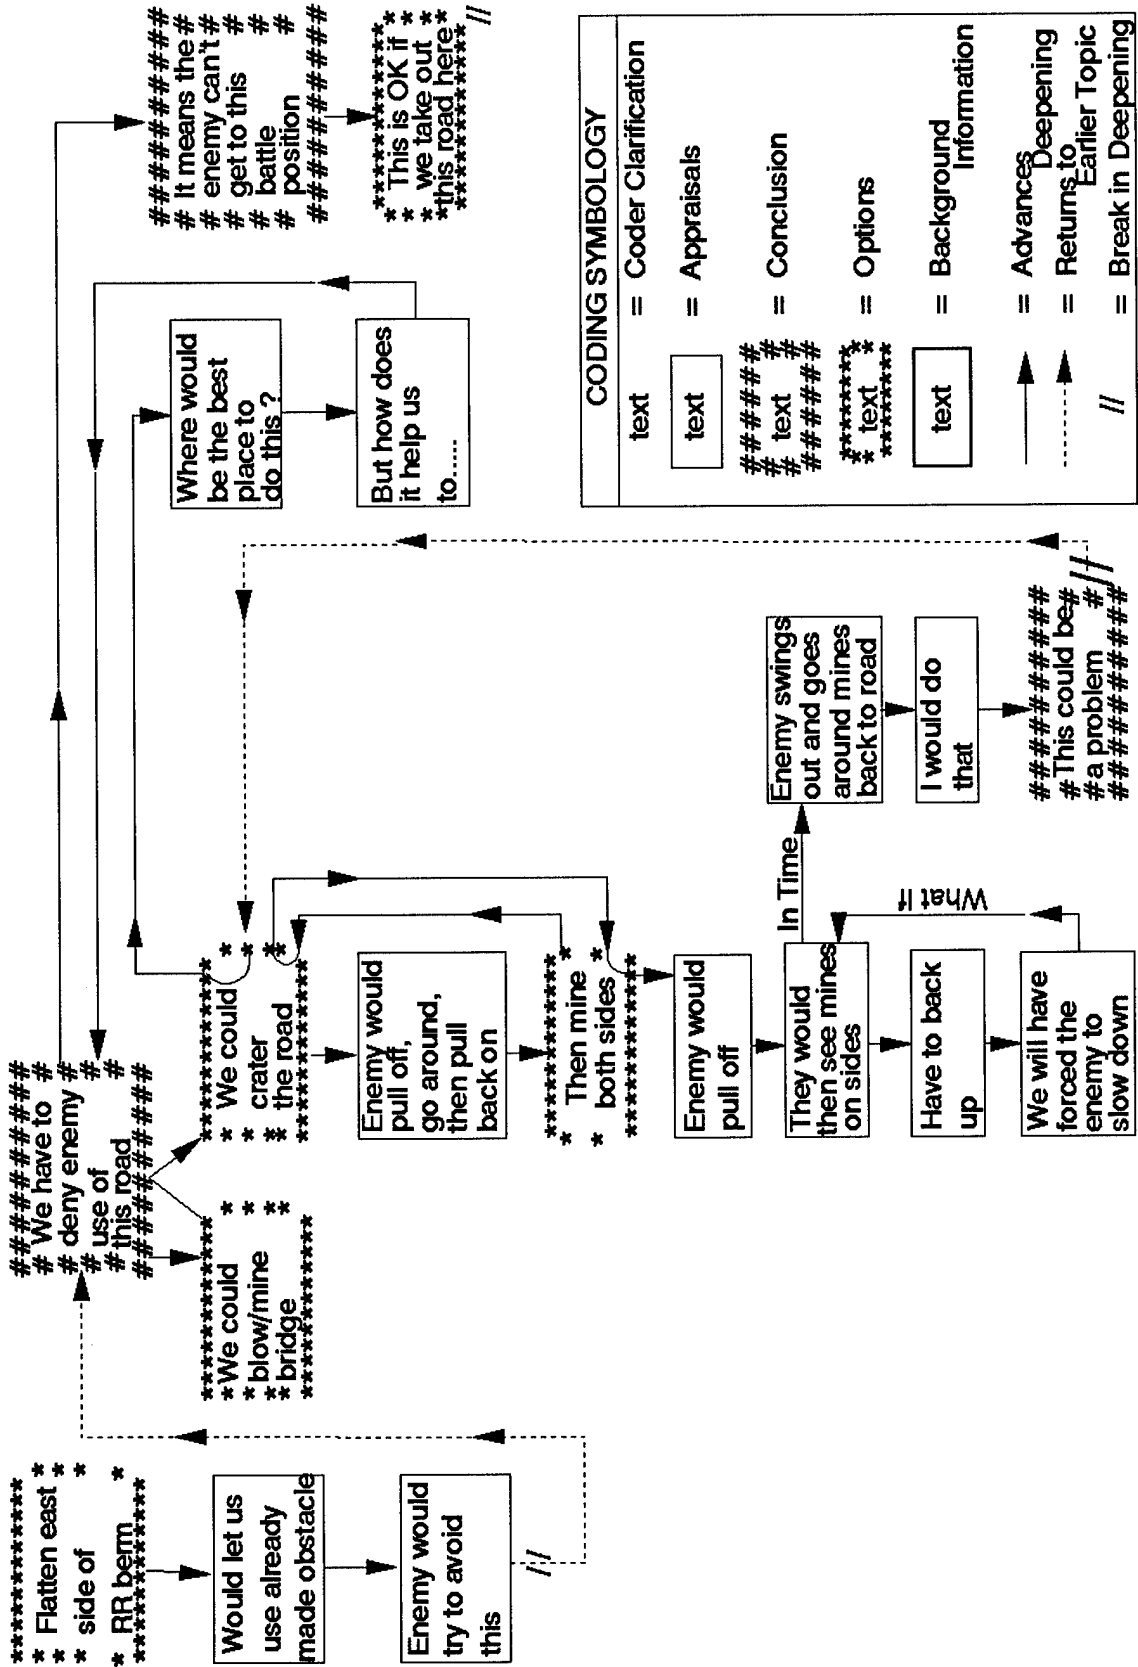 ***********
* Flatten east *
* side of *
* RR berm *
************
Would let us
use already
made obstacle
Enemy would
try to avoid
this
//
###########
# We have to #
# deny enemy #
# use of #
# this road #
###########
************
* We could *
* blow/mine *
* bridge *
************
************
* We could *
* crater *
* the road *
************
Enemy would
pull off,
go around,
then pull
back on
************
* Then mine *
* both sides *
************
Enemy would
pull off
They would
then see mines
on sides
Have to back
up
We will have
forced the
enemy to
slow down
What If
In Time
Enemy swings
out and goes
around mines
back to road
I would do
that
###########
# This could be #
# a problem #
###########
//
Where would
be the best
place to
do this ?
But how does
it help us
to.....
###########
# It means the #
# enemy can't #
# get to this #
# battle #
# position #
###########
************
* This is OK if *
* we take out *
* this road here *
************
//
CODING SYMBOLOGY
text = Coder Clarification
text = Appraisals
######
# text # = Conclusion
######
********
* text * = Options
********
text = Background
Information
= Advances
Deepening
= Returns to
Earlier Topic
// = Break in Deepening